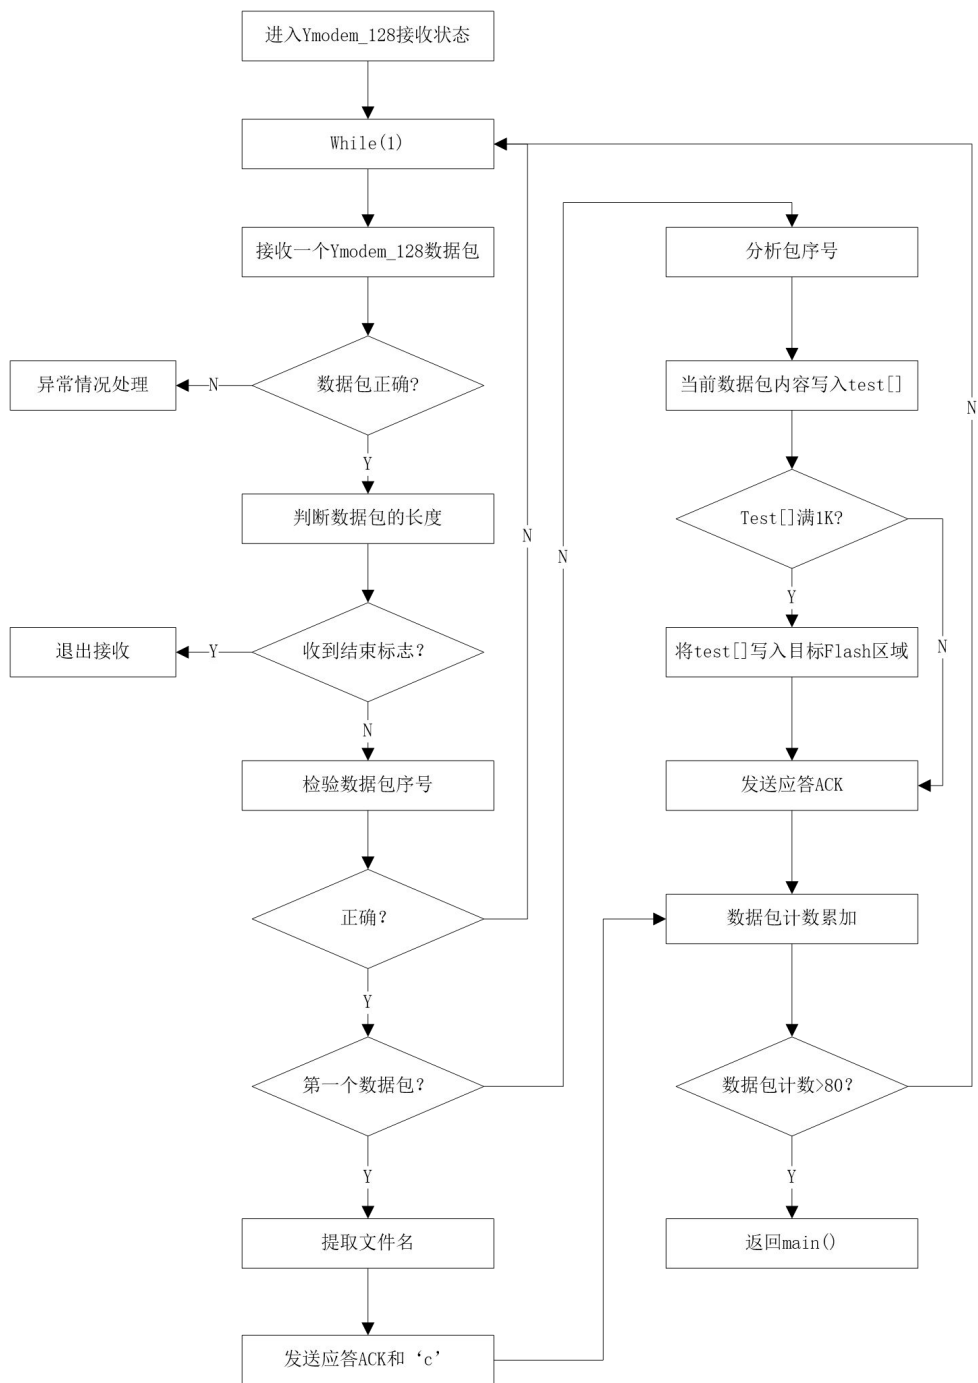 进入Ymodem_128接收状态
While(1)
接收一个Ymodem_128数据包
数据包正确?
N
异常情况处理
Y
判断数据包的长度
收到结束标志?
Y
退出接收
N
检验数据包序号
正确?
N
Y
第一个数据包?
N
Y
提取文件名
发送应答ACK和‘c’
分析包序号
当前数据包内容写入test[]
Test[]满1K?
Y
N
将test[]写入目标Flash区域
发送应答ACK
数据包计数累加
数据包计数>80?
N
Y
返回main()